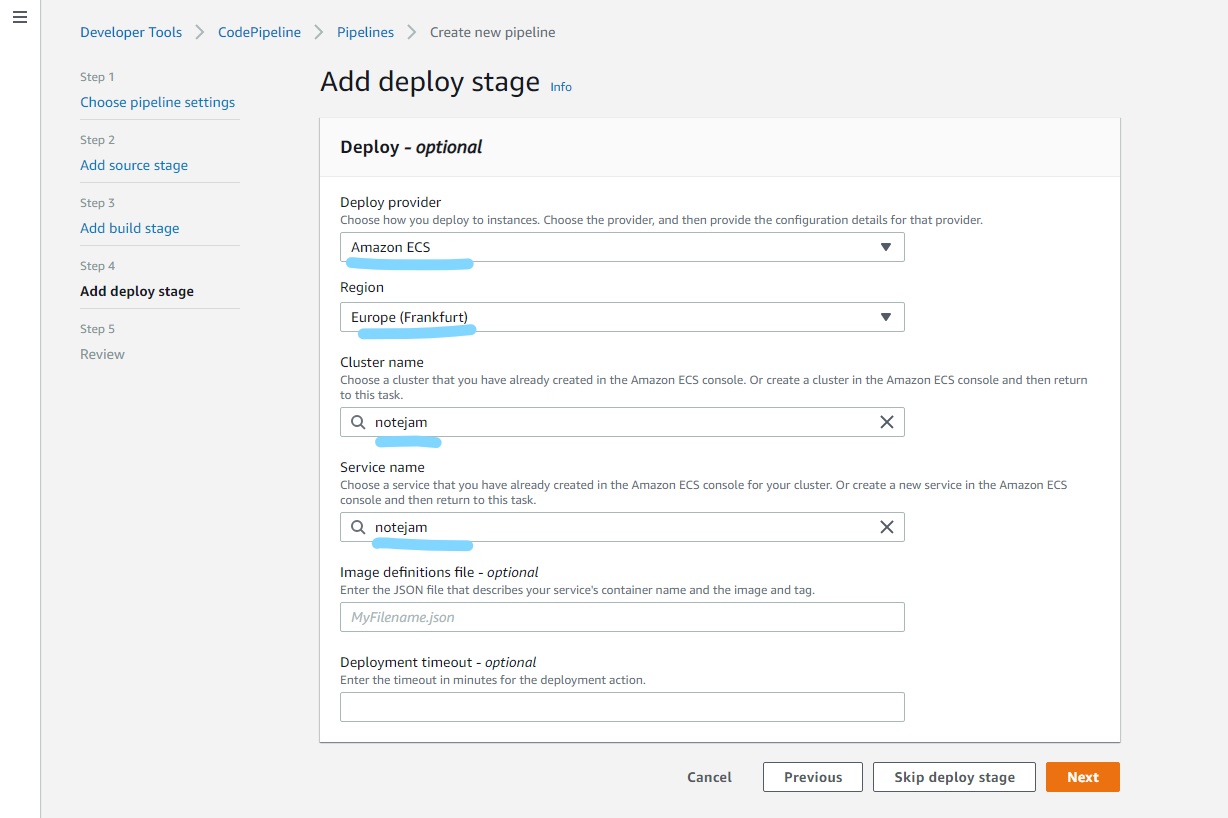 Developer Tools > CodePipeline > Pipelines > Create new pipeline
Step 1
Choose pipeline settings
Step 2
Add source stage
Step 3
Add build stage
Step 4
Add deploy stage
Step 5
Review
Add deploy stage Info
Deploy - optional
Deploy provider
Choose how you deploy to instances. Choose the provider, and then provide the configuration details for that provider.
Amazon ECS
Region
Europe (Frankfurt)
Cluster name
Choose a cluster that you have already created in the Amazon ECS console. Or create a cluster in the Amazon ECS console and then return
to this task.
notejam
Service name
Choose a service that you have already created in the Amazon ECS console for your cluster. Or create a new service in the Amazon ECS
console and then return to this task.
notejam
Image definitions file - optional
Enter the JSON file that describes your service's container name and the image and tag.
MyFilename.json
Deployment timeout - optional
Enter the timeout in minutes for the deployment action.
Cancel Previous Skip deploy stage Next